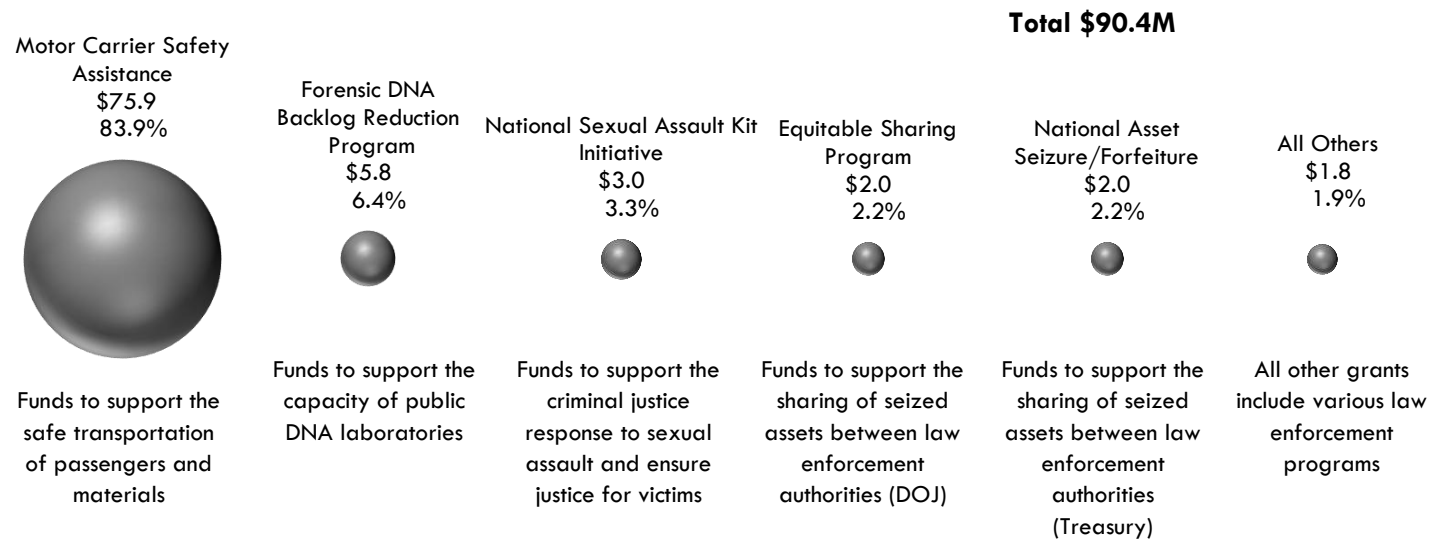 Total $90.4M
Motor Carrier Safety
Assistance
$75.9
83.9%
Forensic DNA
Backlog Reduction
Program
$5.8
6.4%
National Sexual Assault Kit
Initiative
$3.0
3.3%
Equitable Sharing
Program
$2.0
2.2%
National Asset
Seizure/Forfeiture
$2.0
2.2%
All Others
$1.8
1.9%
Funds to support the
safe transportation
of passengers and
materials
Funds to support the
capacity of public
DNA laboratories
Funds to support the
criminal justice
response to sexual
assault and ensure
justice for victims
Funds to support the
sharing of seized
assets between law
enforcement
authorities (DOJ)
Funds to support the
sharing of seized
assets between law
enforcement
authorities
(Treasury)
All other grants
include various law
enforcement
programs